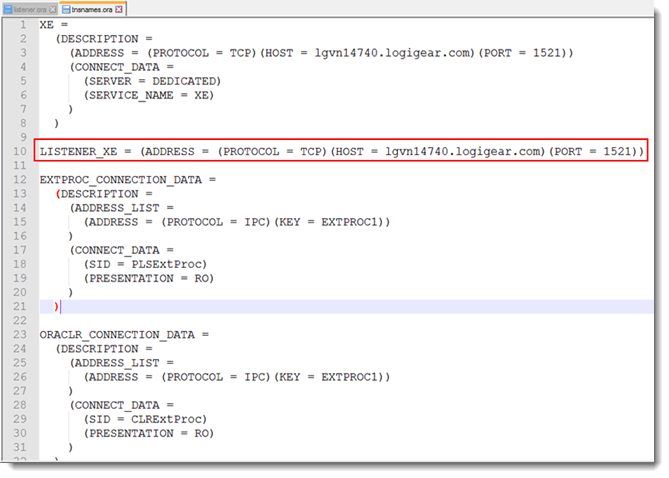 listener.ora tnsnames.ora
1 XE =
2 (DESCRIPTION =
3 (ADDRESS = (PROTOCOL = TCP)(HOST = lgvn14740.logigear.com)(PORT = 1521))
4 (CONNECT_DATA =
5 (SERVER = DEDICATED)
6 (SERVICE_NAME = XE)
7 )
8 )
9
10 LISTENER_XE = (ADDRESS = (PROTOCOL = TCP)(HOST = lgvn14740.logigear.com)(PORT = 1521))
11
12 EXTPROC_CONNECTION_DATA =
13 (DESCRIPTION =
14 (ADDRESS_LIST =
15 (ADDRESS = (PROTOCOL = IPC)(KEY = EXTPROC1))
16 )
17 (CONNECT_DATA =
18 (SID = PLSExtProc)
19 (PRESENTATION = RO)
20 )
21 )
22
23 ORACLR_CONNECTION_DATA =
24 (DESCRIPTION =
25 (ADDRESS_LIST =
26 (ADDRESS = (PROTOCOL = IPC)(KEY = EXTPROC1))
27 )
28 (CONNECT_DATA =
29 (SID = CLRExtProc)
30 (PRESENTATION = RO)
31 )
32 )